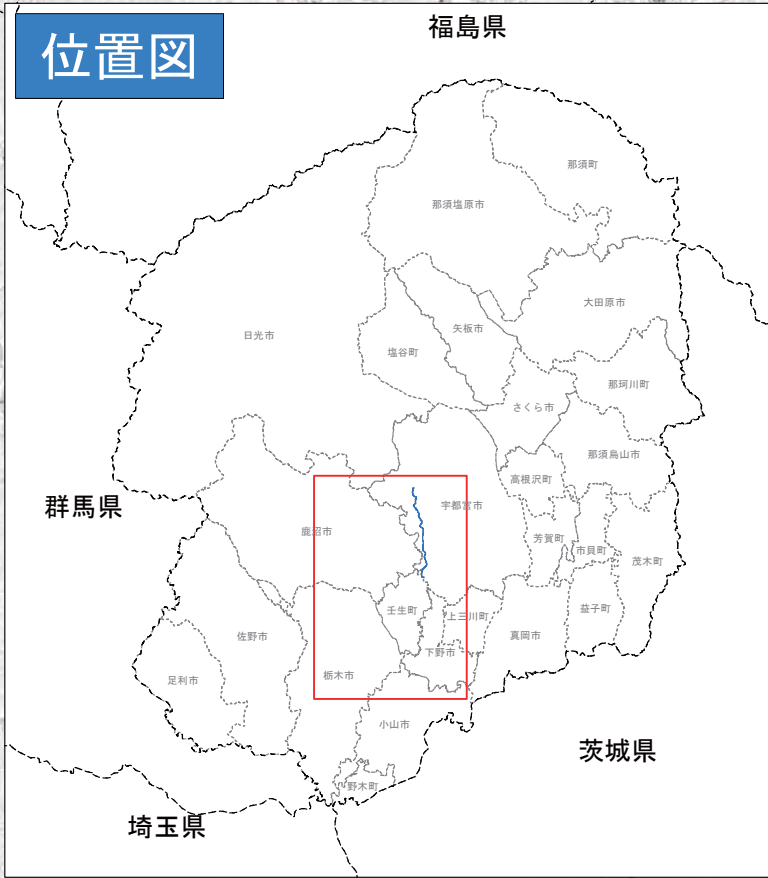 福島県
位置図
那須町
那須塩原市
大田原市
矢板市
日光市
塩谷町
那珂川町
さくら市
那須烏山市
高根沢町
群馬県
宇都宮市
鹿沼市
芳賀町
市貝町
茂木町
壬生町
上三川町
益子町
佐野市
真岡市
下野市
栃木市
足利市
小山市
茨城県
野木町
埼玉県